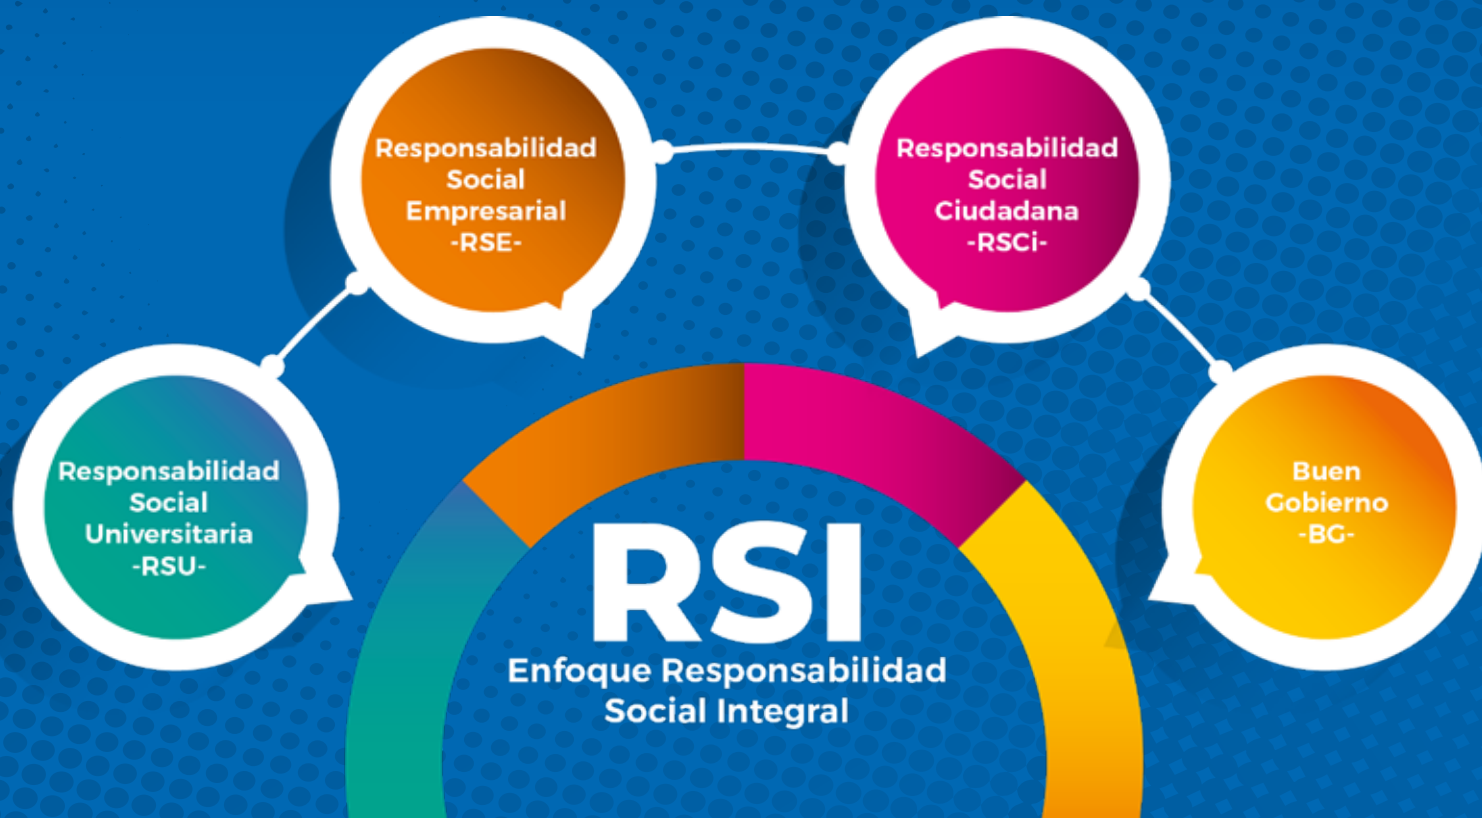 Responsabilidad
Social
Empresarial
-RSE-
Responsabilidad
Social
Ciudadana
-RSCi-
Responsabilidad
Social
Universitaria
-RSU-
Buen
Gobierno
-BG-
RSI
Enfoque Responsabilidad
Social Integral